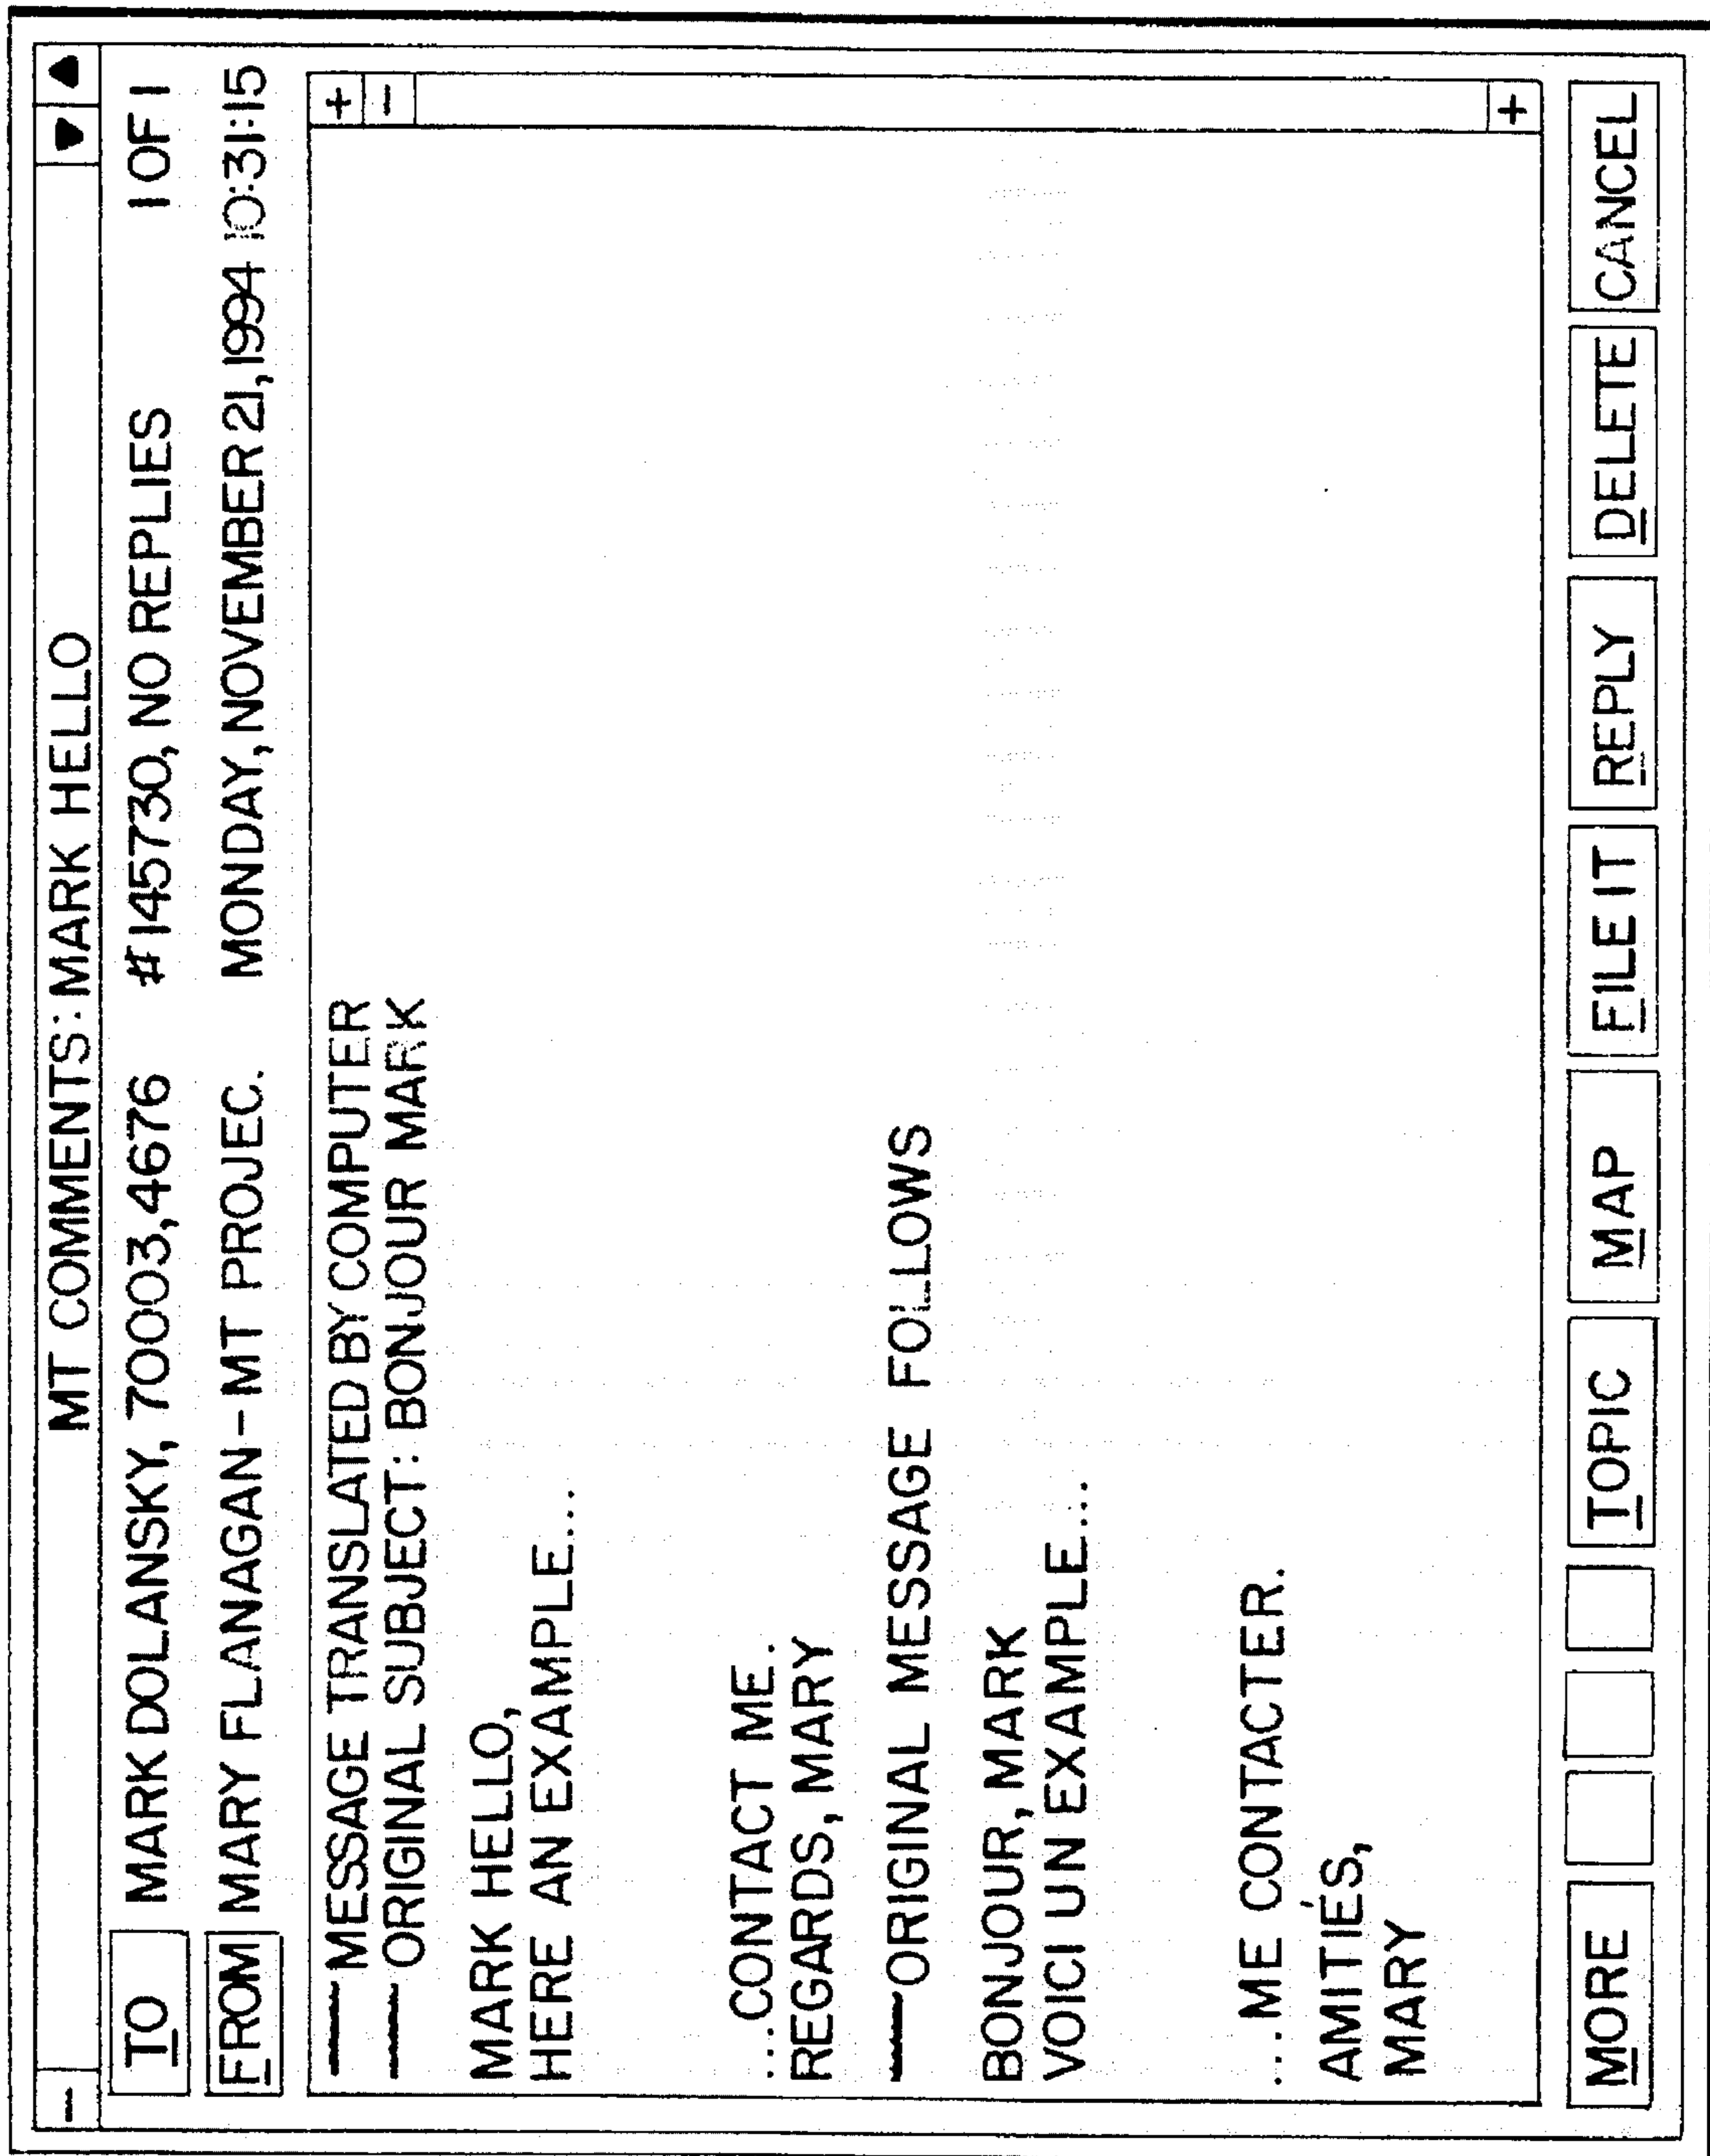 MT COMMENTS: MARK HELLO
TO MARK DOLANSKY, 70003,4676 #145730, NO REPLIES 1 OF 1
FROM MARY FLANAGAN-MT PROJEC. MONDAY, NOVEMBER 21, 1994 10:31:15
— MESSAGE TRANSLATED BY COMPUTER
— ORIGINAL SUBJECT: BONJOUR MARK
MARK HELLO,
HERE AN EXAMPLE...
...CONTACT ME.
REGARDS, MARY
— ORIGINAL MESSAGE FOLLOWS
BONJOUR, MARK
VOICI UN EXAMPLE...
...ME CONTACTER.
AMITIÉS,
MARY
MORE TOPIC MAP FILE IT REPLY DELETE CANCEL